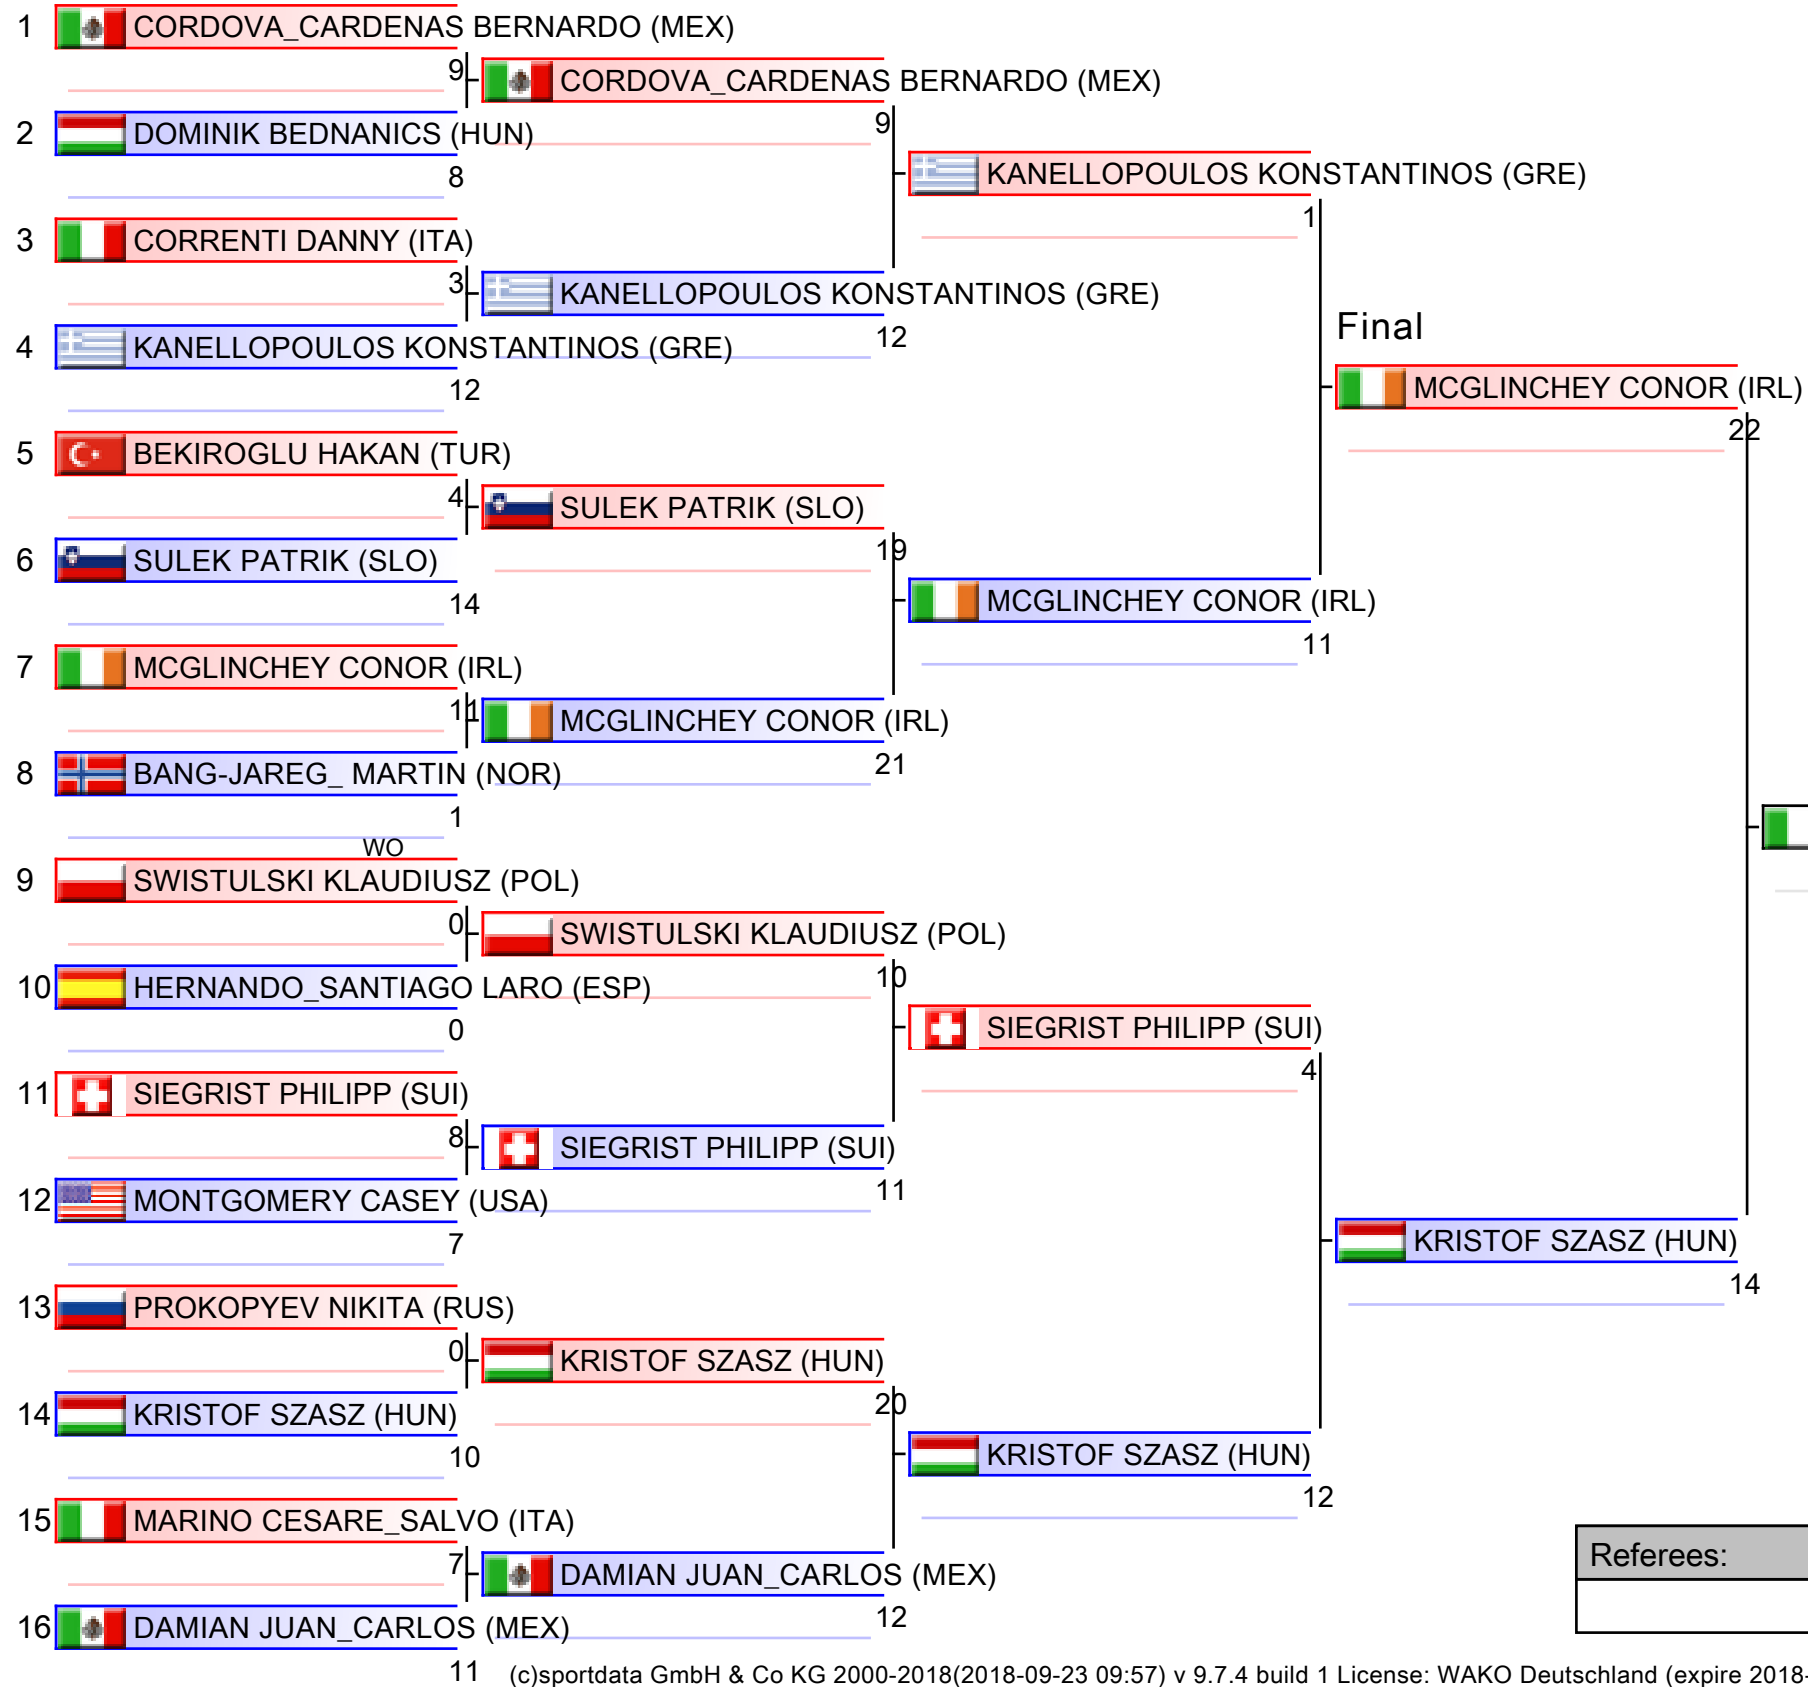 1 CORDOVA_CARDENAS BERNARDO (MEX)
9
CORDOVA_CARDENAS BERNARDO (MEX)
9
2 DOMINIK BEDNANICS (HUN)
8
KANELLOPOULOS KONSTANTINOS (GRE)
1
3 CORRENTI DANNY (ITA)
3
KANELLOPOULOS KONSTANTINOS (GRE)
12
4 KANELLOPOULOS KONSTANTINOS (GRE)
12
Final
MCGLINCHEY CONOR (IRL)
22
5 BEKIROGLU HAKAN (TUR)
4
SULEK PATRIK (SLO)
19
6 SULEK PATRIK (SLO)
14
MCGLINCHEY CONOR (IRL)
11
7 MCGLINCHEY CONOR (IRL)
11
MCGLINCHEY CONOR (IRL)
21
8 BANG-JAREG_ MARTIN (NOR)
1
WO
9 SWISTULSKI KLAUDIUSZ (POL)
0
SWISTULSKI KLAUDIUSZ (POL)
10
10 HERNANDO_SANTIAGO LARO (ESP)
0
SIEGRIST PHILIPP (SUI)
4
11 SIEGRIST PHILIPP (SUI)
8
SIEGRIST PHILIPP (SUI)
11
12 MONTGOMERY CASEY (USA)
7
KRISTOF SZASZ (HUN)
14
13 PROKOPYEV NIKITA (RUS)
0
KRISTOF SZASZ (HUN)
20
14 KRISTOF SZASZ (HUN)
10
KRISTOF SZASZ (HUN)
12
15 MARINO CESARE_SALVO (ITA)
7
DAMIAN JUAN_CARLOS (MEX)
12
16 DAMIAN JUAN_CARLOS (MEX)
11
Referees:
(c)sportdata GmbH & Co KG 2000-2018(2018-09-23 09:57) v 9.7.4 build 1 License: WAKO Deutschland (expire 2018-